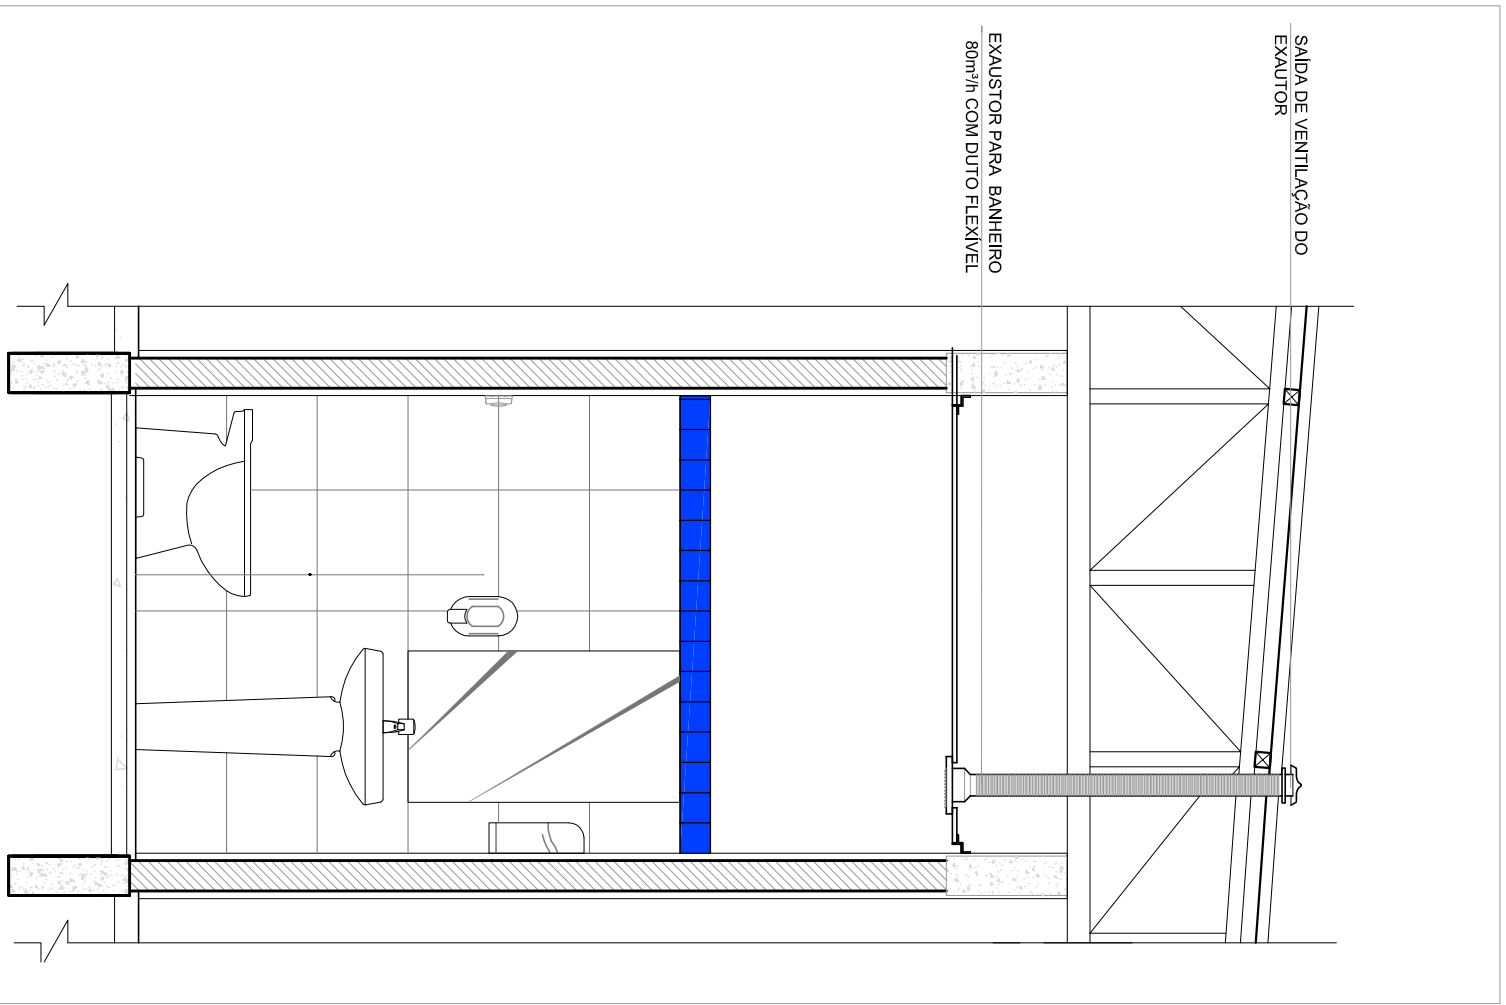 SAÍDA DE VENTILAÇÃO DO
EXAUTOR
EXAUSTOR PARA BANHEIRO
80m³/h COM DUTO FLEXÍVEL